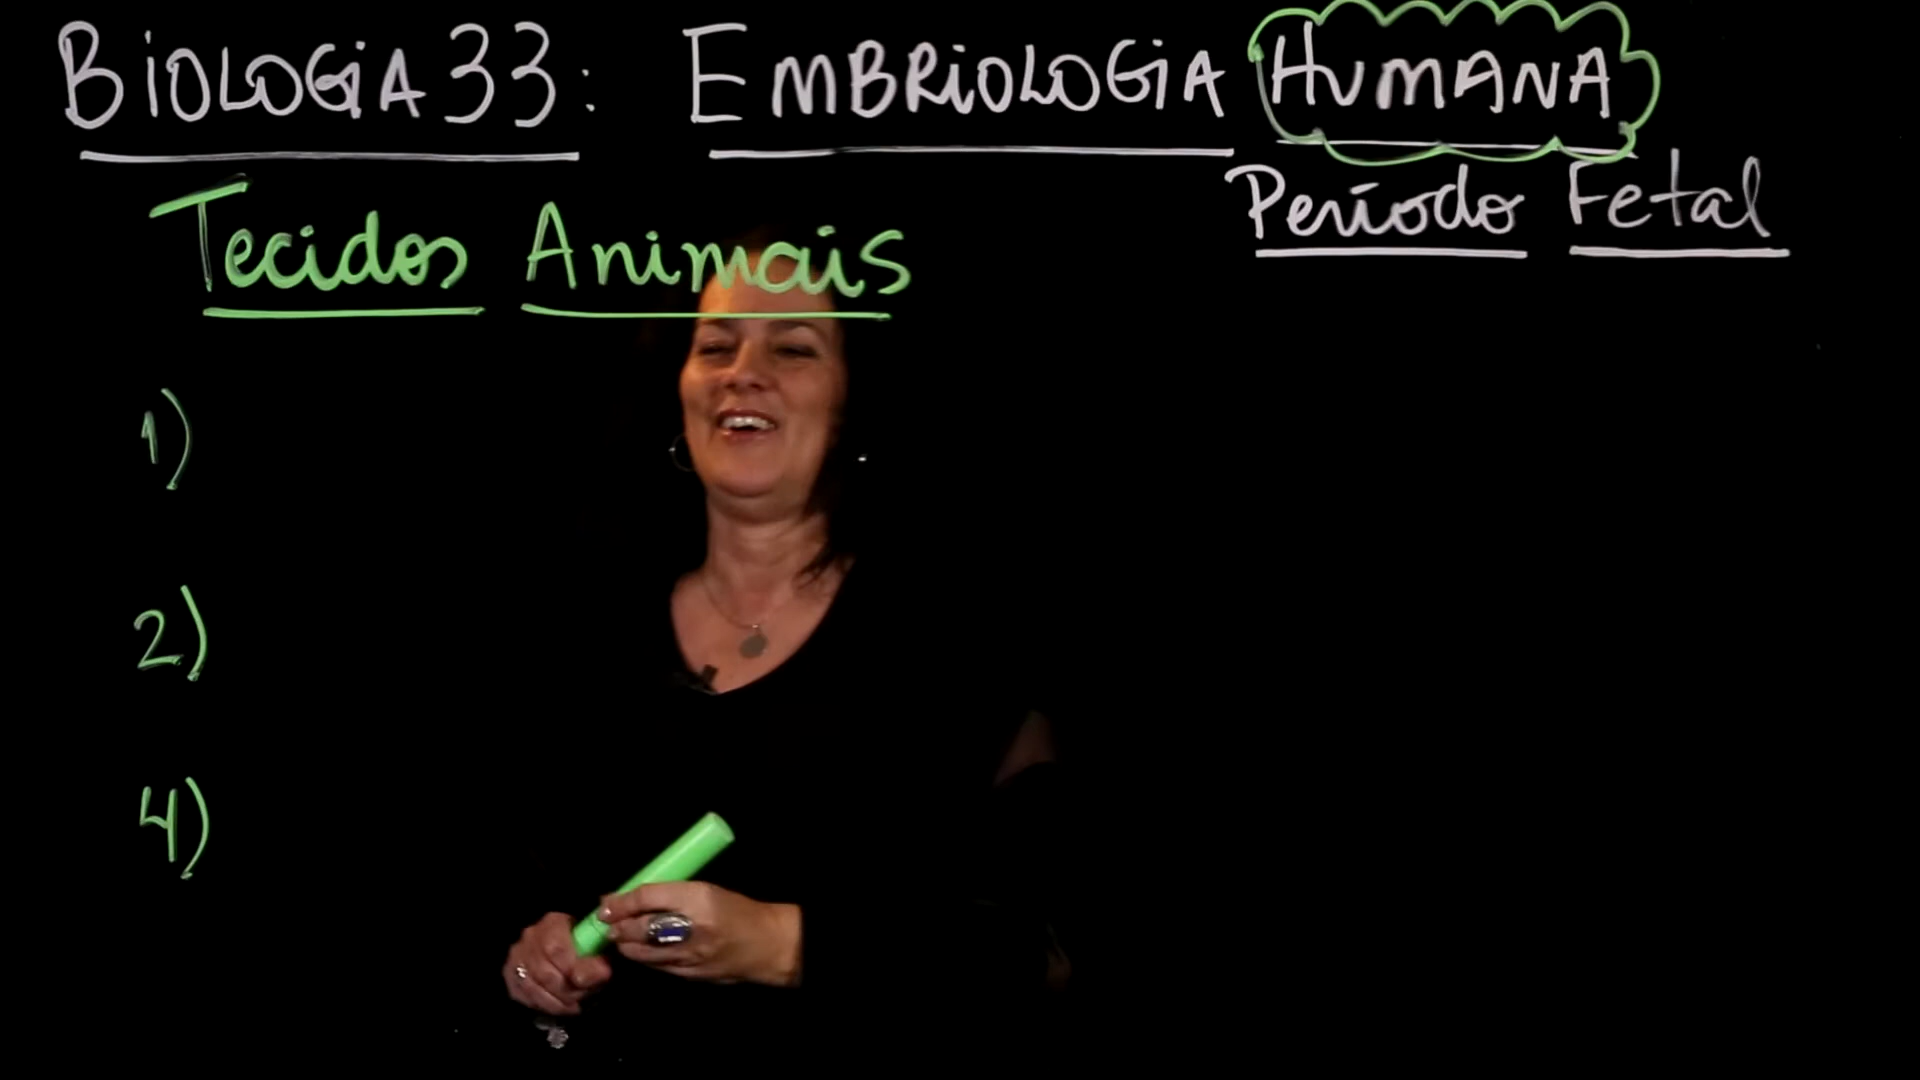 BiOLOGiA 33: EMBRiOLOGiA HUMANA
Período Fetal
Tecidos Animais
1)
2)
4)